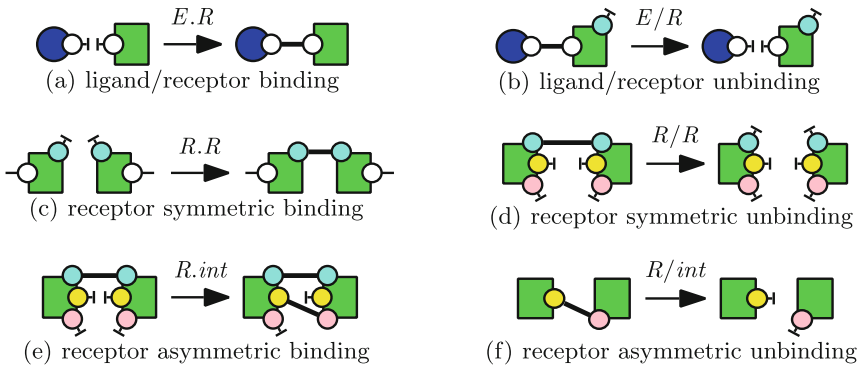 E.R
(a) ligand/receptor binding
E/R
(b) ligand/receptor unbinding
R.R
(c) receptor symmetric binding
R/R
(d) receptor symmetric unbinding
R.int
(e) receptor asymmetric binding
R/int
(f) receptor asymmetric unbinding